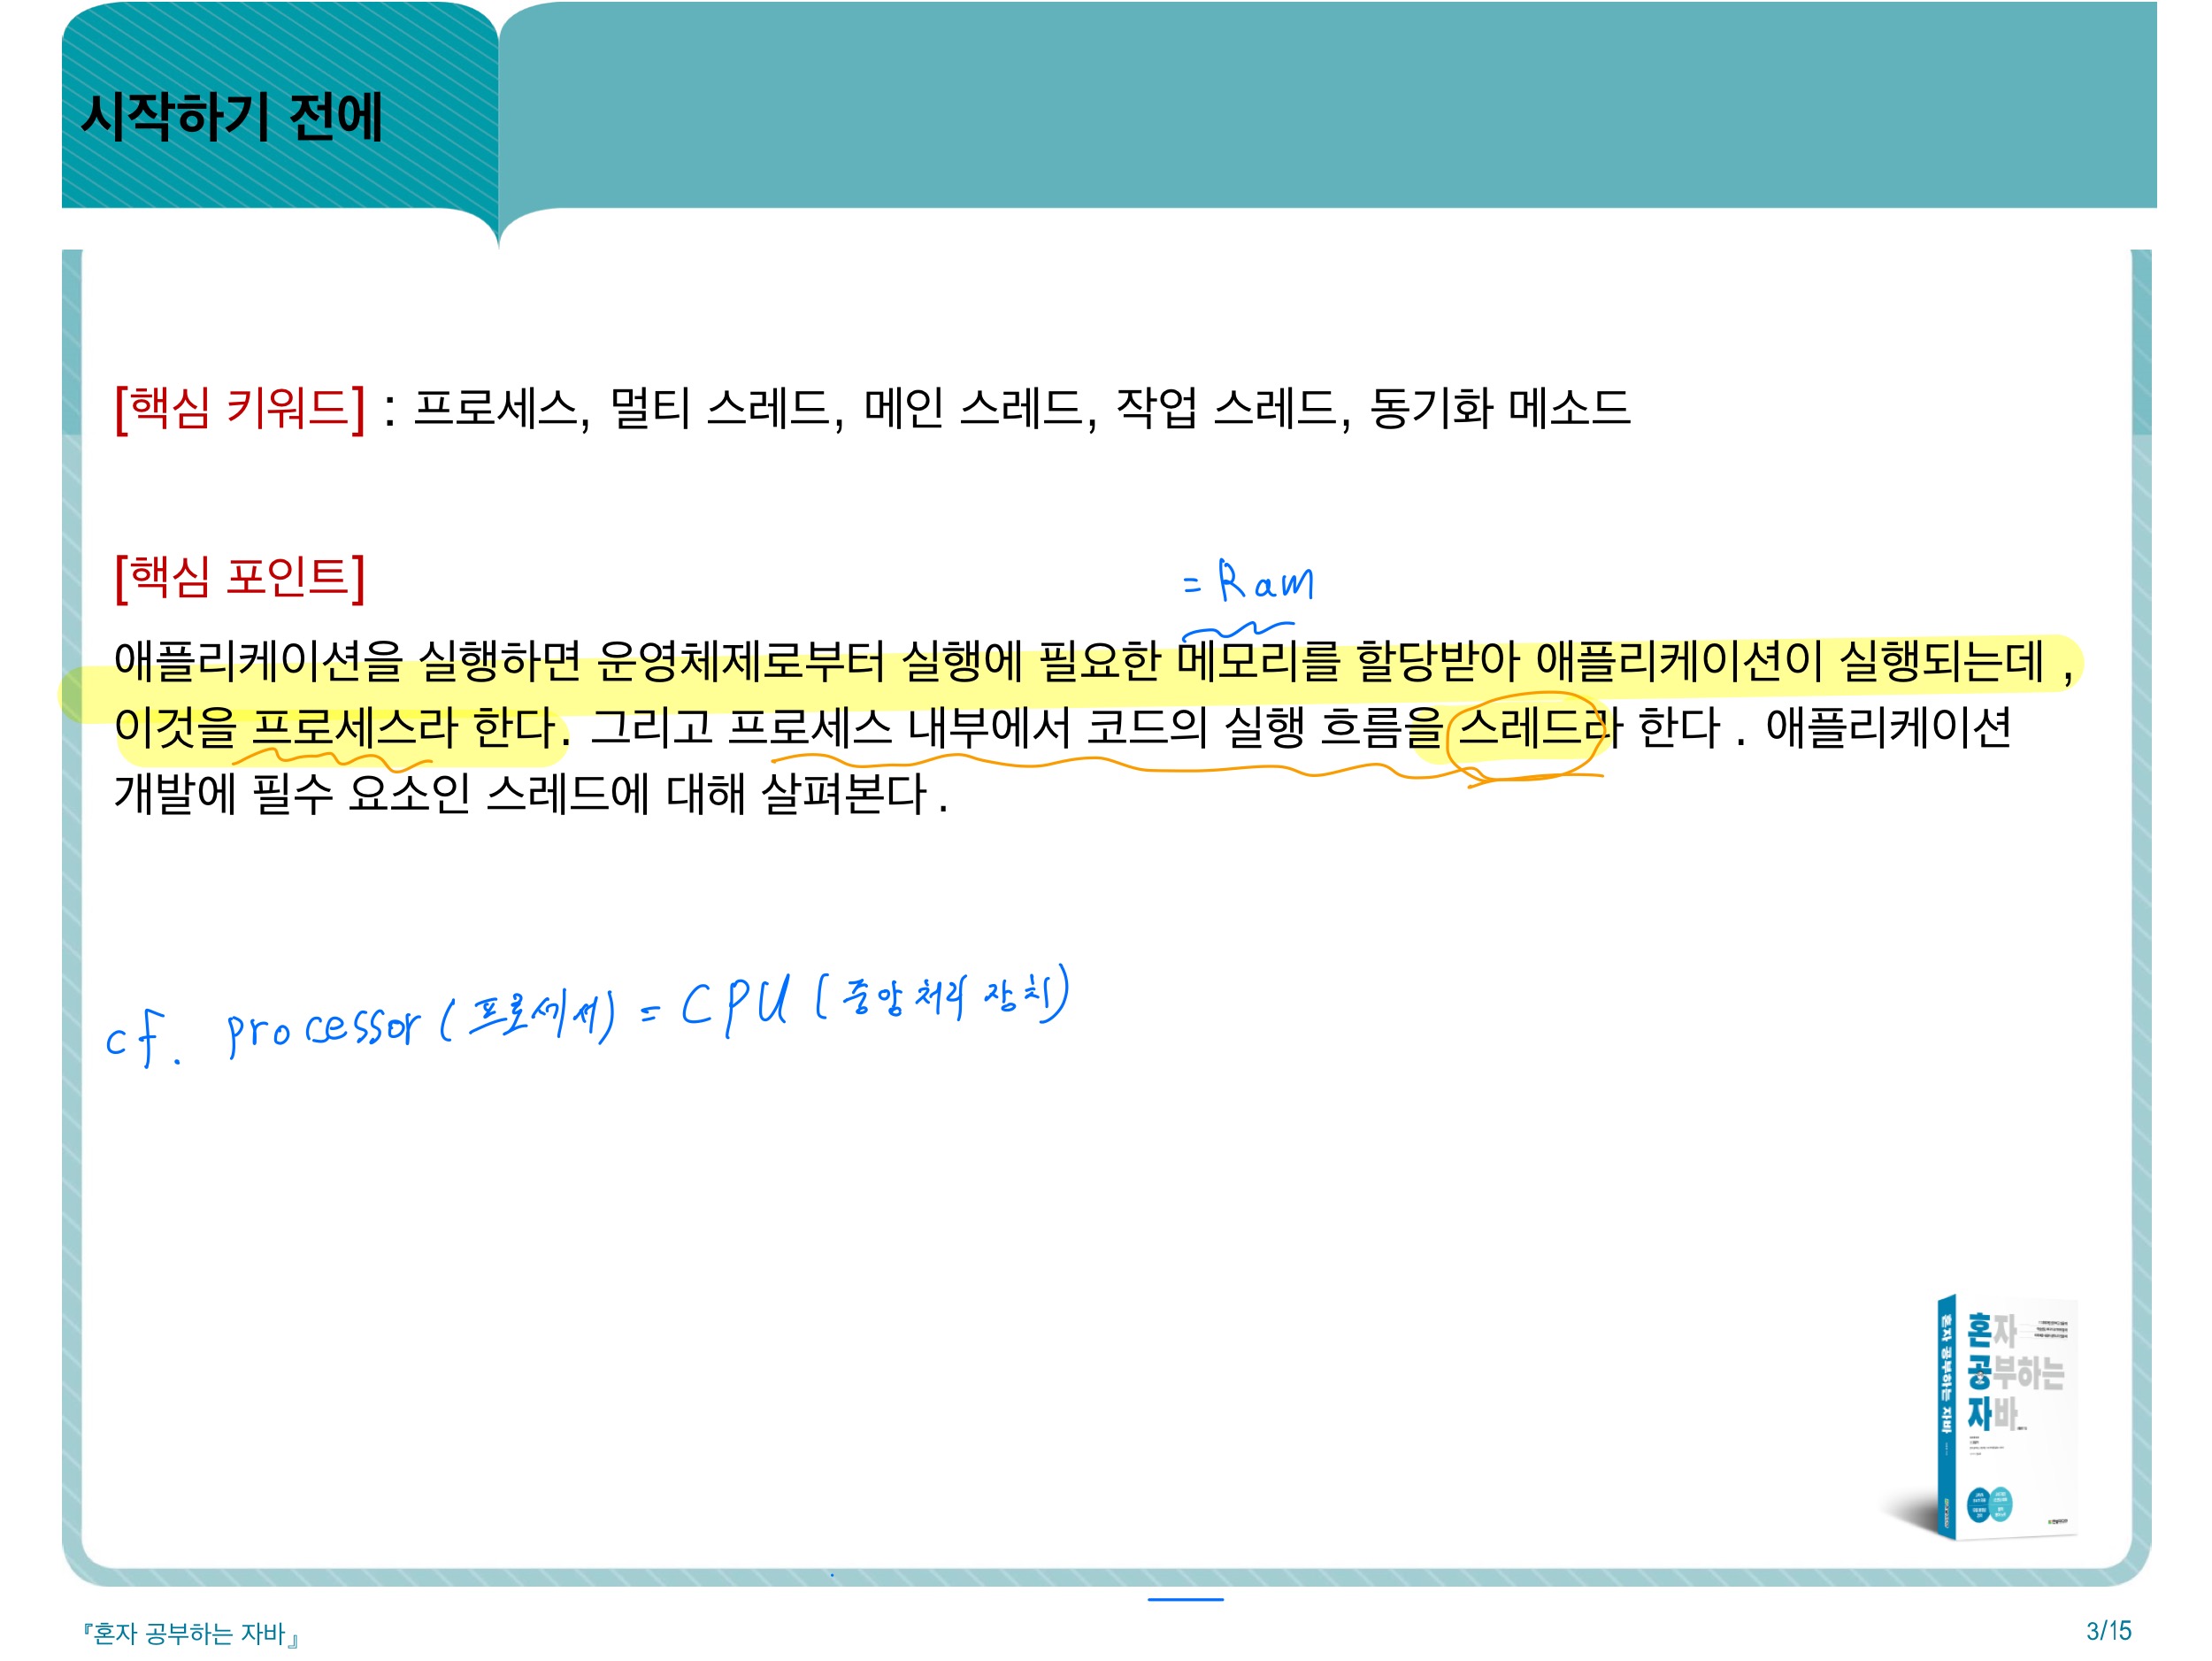 시작하기 전에
[핵심 키워드] : 프로세스, 멀티 스레드, 메인 스레드, 작업 스레드, 동기화 메소드
[핵심 포인트]
= Ram
애플리케이션을 실행하면 운영체제로부터 실행에 필요한 메모리를 할당받아 애플리케이션이 실행되는데 ,
이것을 프로세스라 한다. 그리고 프로세스 내부에서 코드의 실행 흐름을 스레드라 한다 . 애플리케이션
개발에 필수 요소인 스레드에 대해 살펴본다 .
cf. processor (프로세서) = CPU (중앙처리장치)
혼자 공부하는 자바
혼자
공부하는
자바
『혼자 공부하는 자바』
3/15